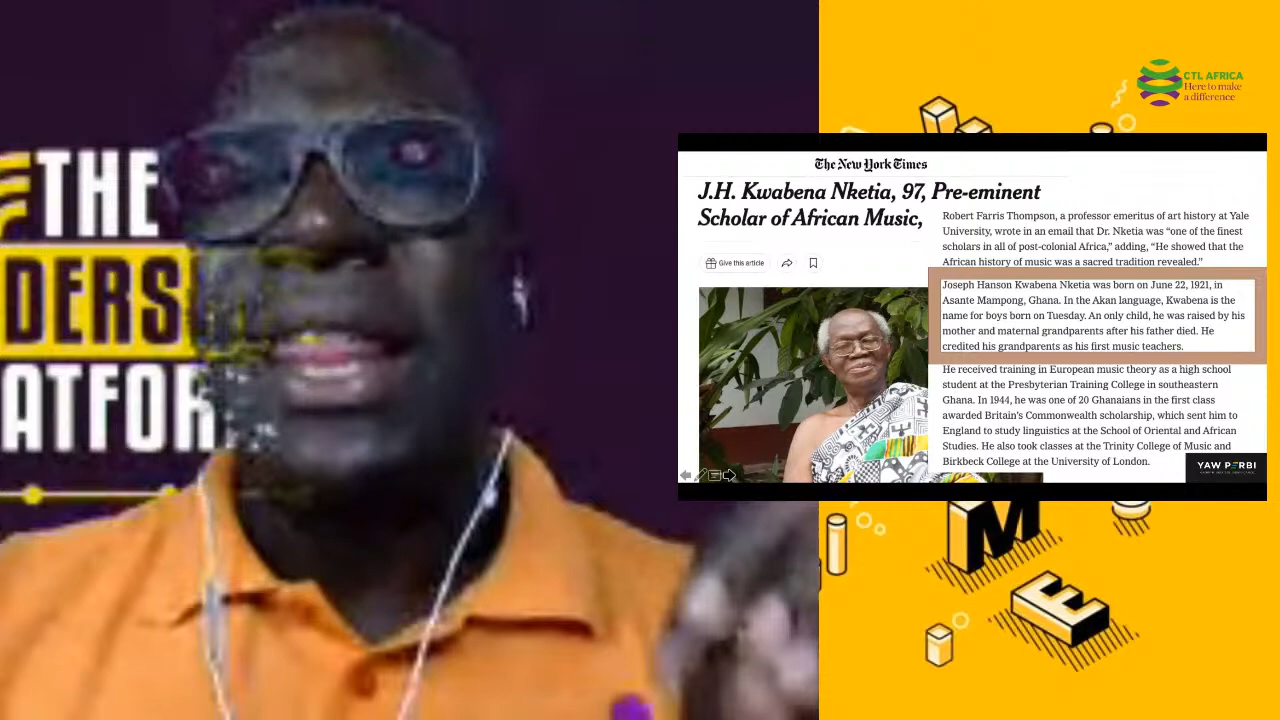 THE
DERS
ATFOR
CTL AFRICA
Here to make
a difference
The New York Times
J.H. Kwabena Nketia, 97, Pre-eminent
Scholar of African Music,
Give this article
Robert Farris Thompson, a professor emeritus of art history at Yale
University, wrote in an email that Dr. Nketia was “one of the finest
scholars in all of post-colonial Africa,” adding, “He showed that the
African history of music was a sacred tradition revealed.”
Joseph Hanson Kwabena Nketia was born on June 22, 1921, in
Asante Mampong, Ghana. In the Akan language, Kwabena is the
name for boys born on Tuesday. An only child, he was raised by his
mother and maternal grandparents after his father died. He
credited his grandparents as his first music teachers.
He received training in European music theory as a high school
student at the Presbyterian Training College in southeastern
Ghana. In 1944, he was one of 20 Ghanaians in the first class
awarded Britain’s Commonwealth scholarship, which sent him to
England to study linguistics at the School of Oriental and African
Studies. He also took classes at the Trinity College of Music and
Birkbeck College at the University of London.
YAW PERBI
M
E